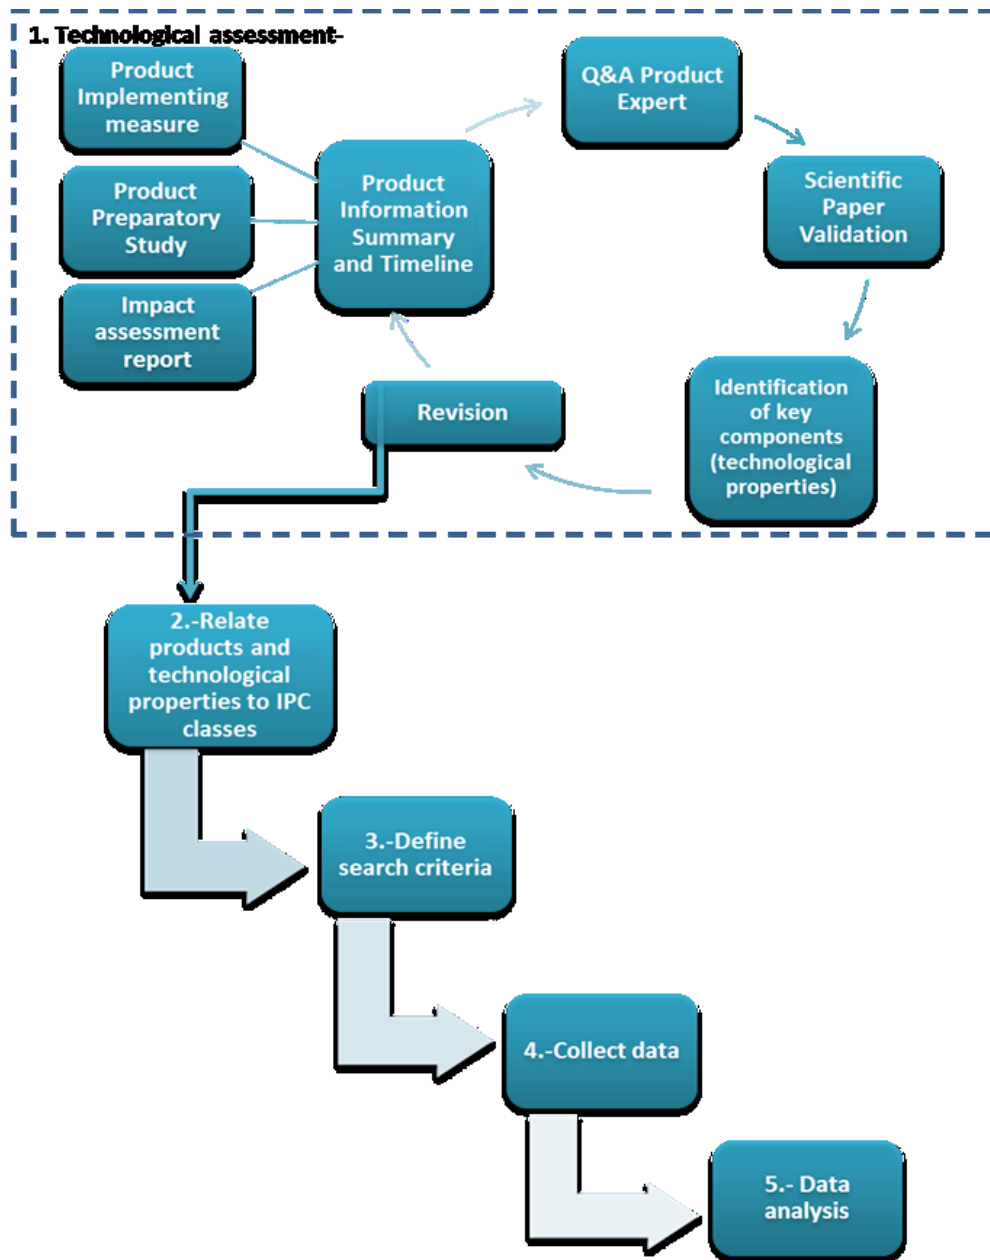 1. Technological assessment-
Product
Implementing
measure
Product
Preparatory
Study
Impact
assessment
report
Product
Information
Summary
and Timeline
Q&A Product
Expert
Scientific
Paper
Validation
Identification
of key
components
(technological
properties)
Revision
2.-Relate
products and
technological
properties to IPC
classes
3.-Define
search criteria
4.-Collect data
5.- Data
analysis